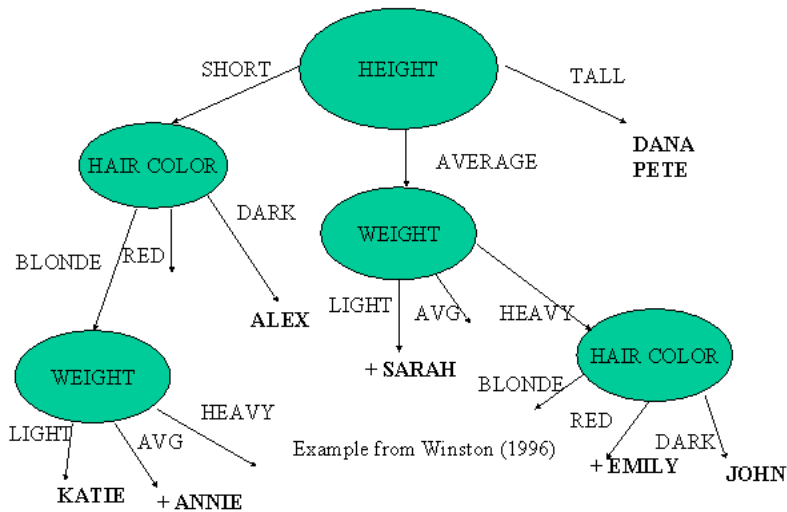 HEIGHT
SHORT
TALL
HAIR COLOR
AVERAGE
DANA
PETE
DARK
WEIGHT
BLONDE
RED
LIGHT
AVG
HEAVY
ALEX
HAIR COLOR
+ SARAH
WEIGHT
BLONDE
HEAVY
RED
LIGHT
AVG
DARK
Example from Winston (1996)
+ EMILY
JOHN
KATIE
+ ANNIE